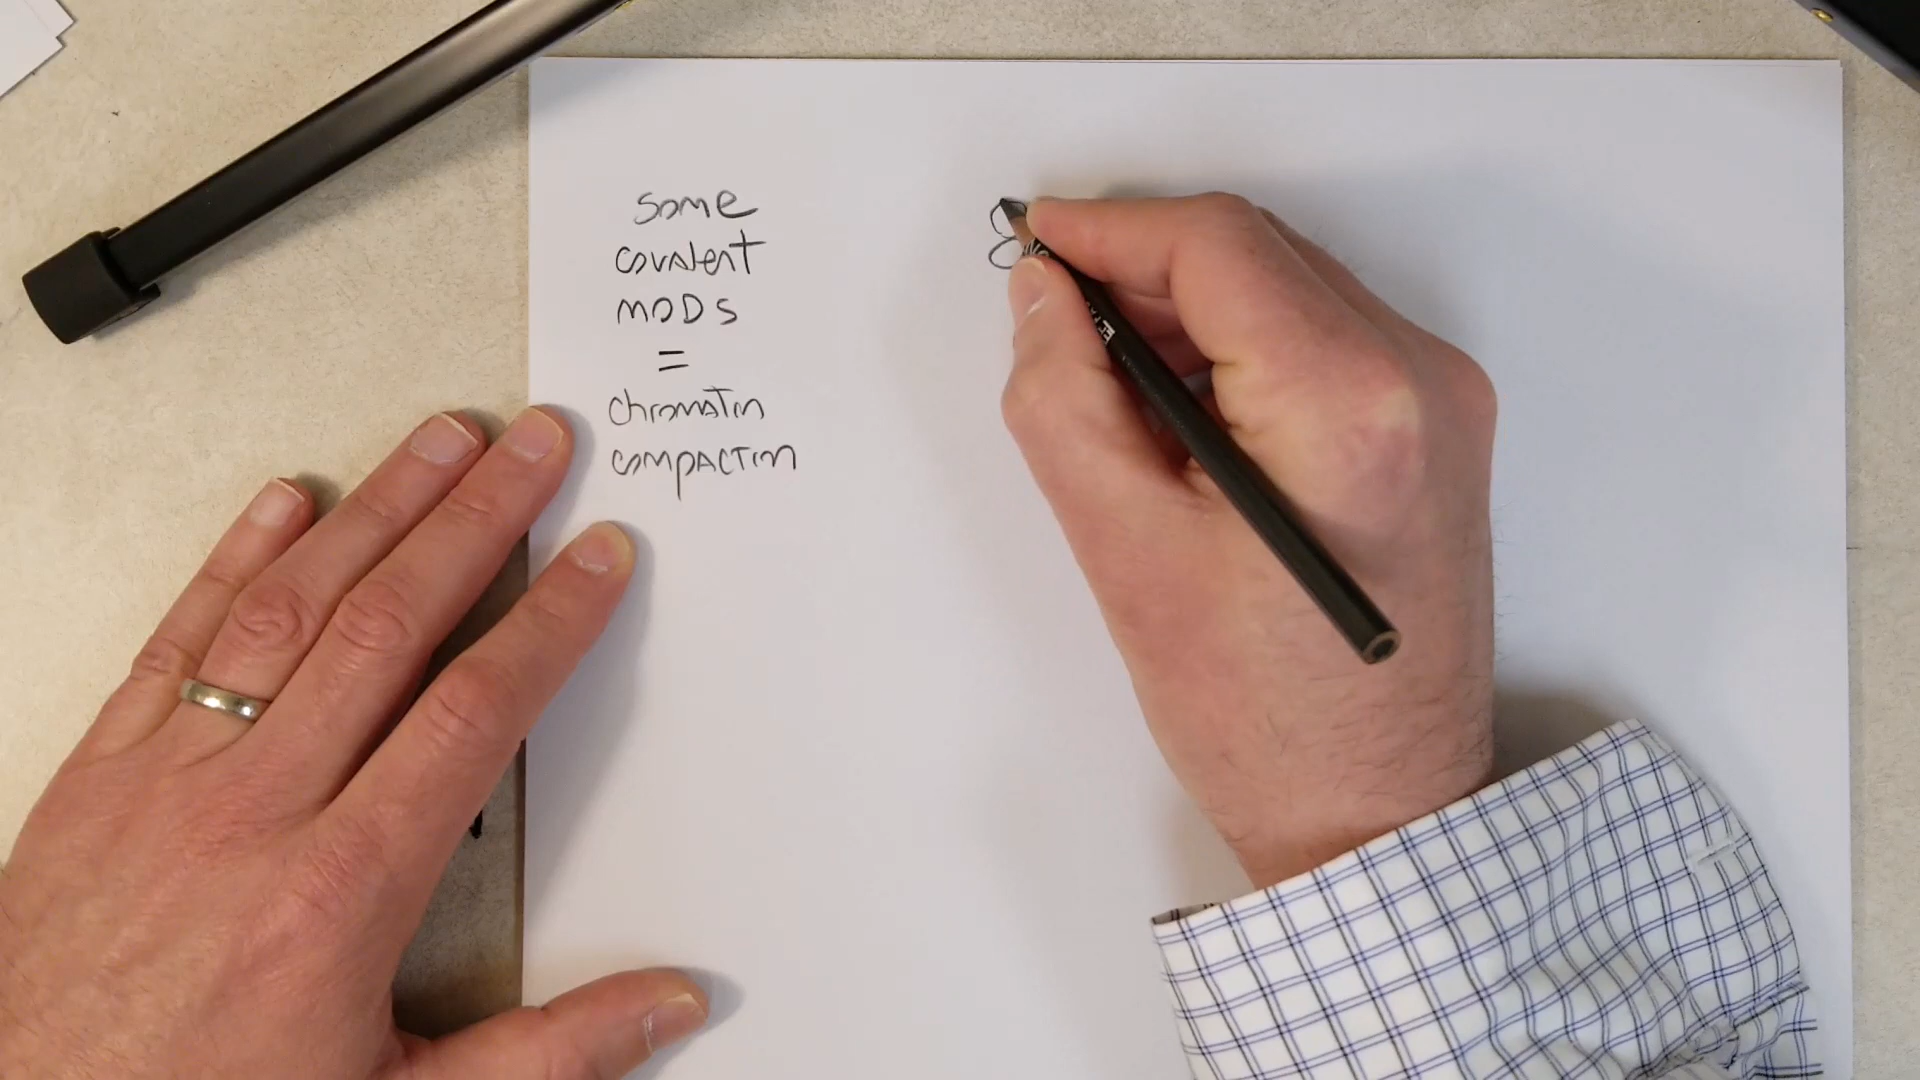 some
covalent
MODS
=
chromatin
compaction